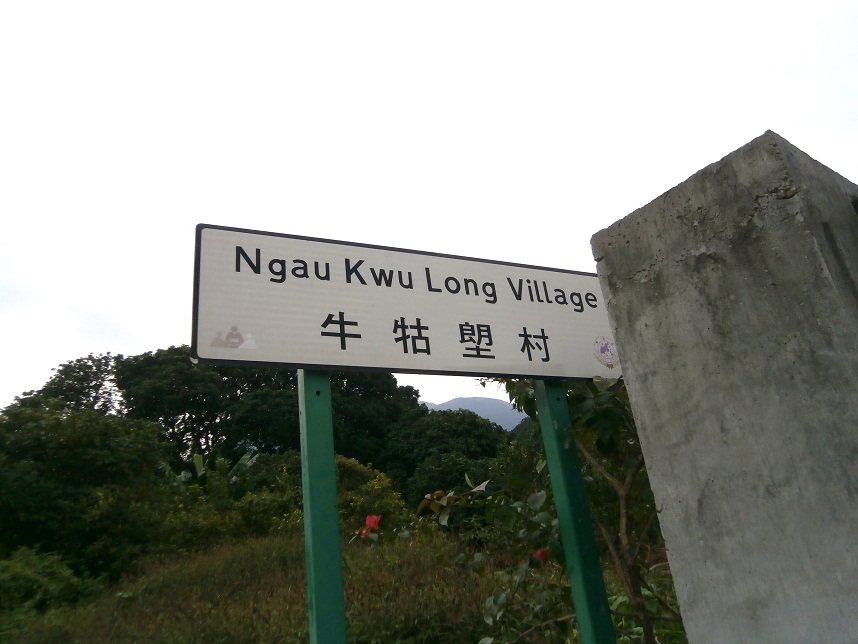 Ngau Kwu Long Village
牛牯塱村